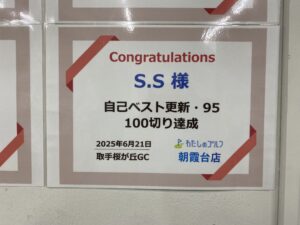 Congratulations
S.S 様
自己ベスト更新・95
100切り達成
2025年6月21日 わたしのゴルフ
取手桜が丘GC 朝霞台店